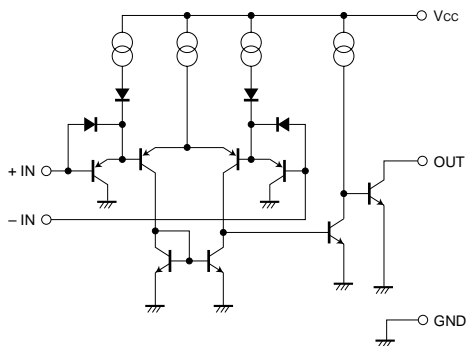 Vcc
+ IN
OUT
– IN
GND